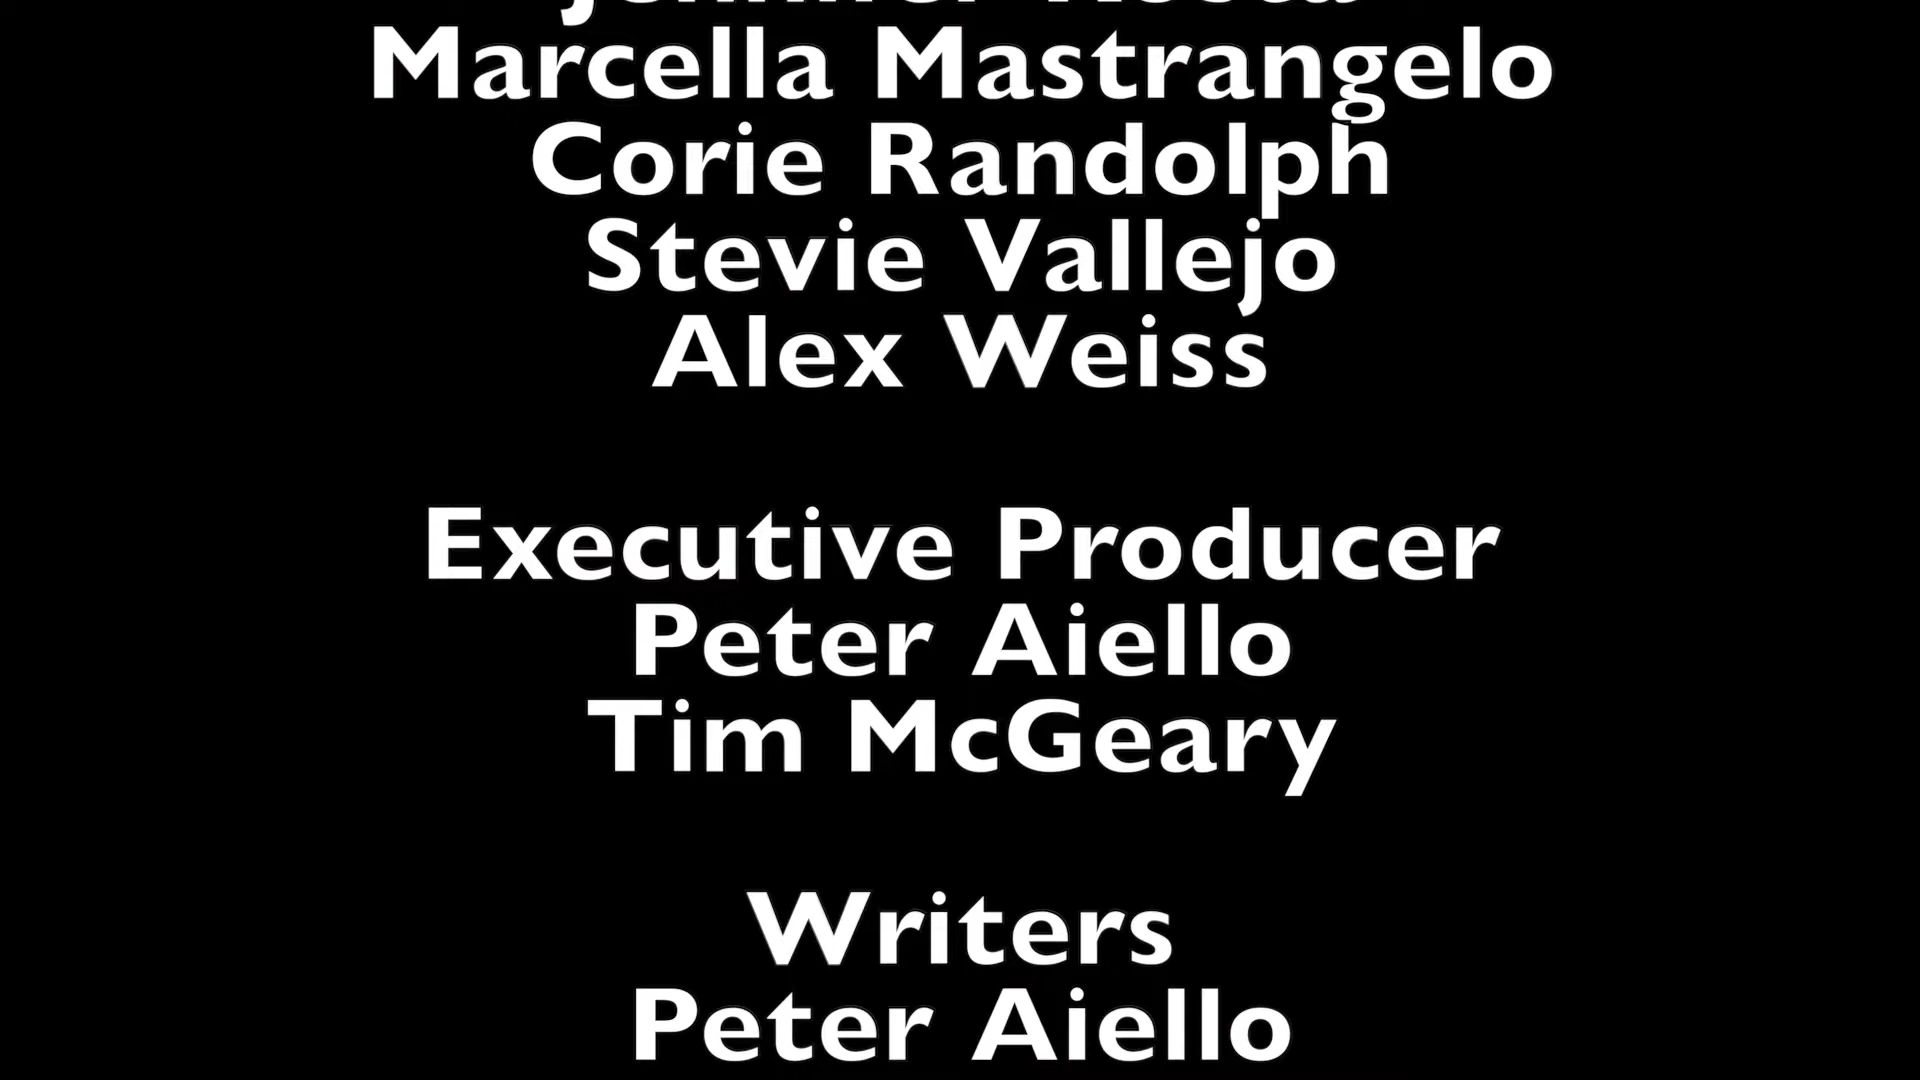 Marcella Mastrangelo
Corie Randolph
Stevie Vallejo
Alex Weiss
Executive Producer
Peter Aiello
Tim McGeary
Writers
Peter Aiello